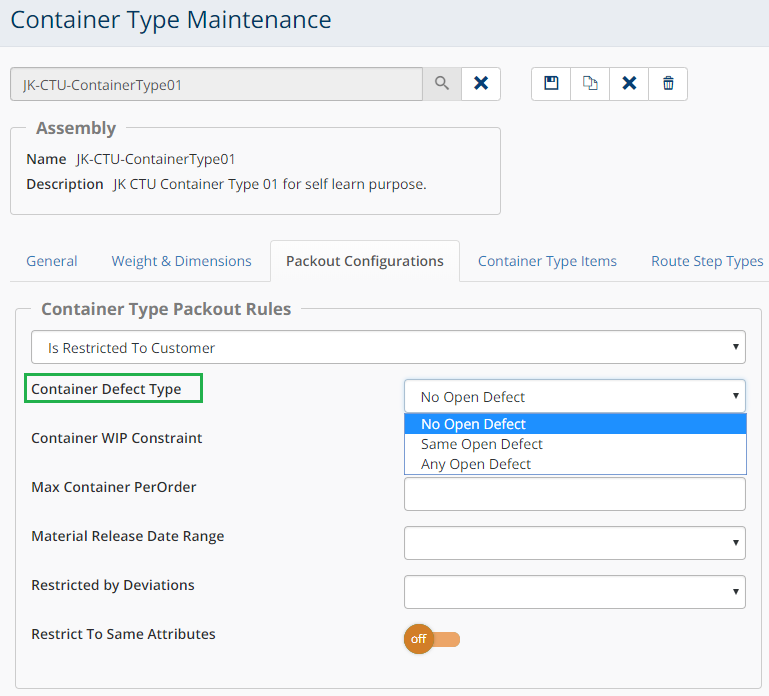 Container Type Maintenance
JK-CTU-ContainerType01
Assembly
Name JK-CTU-ContainerType01
Description JK CTU Container Type 01 for self learn purpose.
General Weight & Dimensions Packout Configurations Container Type Items Route Step Types
Container Type Packout Rules
Is Restricted To Customer
Container Defect Type No Open Defect
No Open Defect
Container WIP Constraint Same Open Defect
Any Open Defect
Max Container PerOrder
Material Release Date Range
Restricted by Deviations
Restrict To Same Attributes off